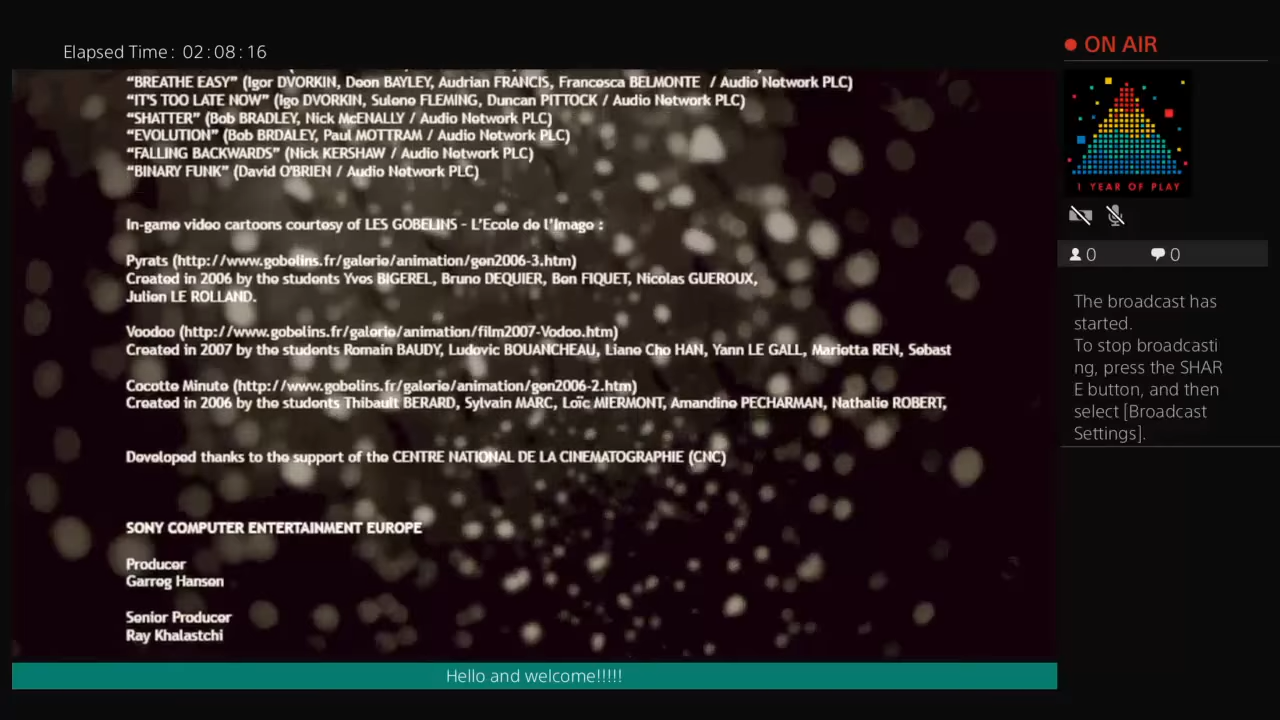 Elapsed Time: 02:08:16
ON AIR
"BREATHE EASY" (Igor DVORKIN, Deon BAYLEY, Audrian FRANCIS, Francesca BELMONTE / Audio Network PLC)
"IT'S TOO LATE NOW" (Igo DVORKIN, Sulene FLEMING, Duncan PITTOCK / Audio Network PLC)
"SHATTER" (Bob BRADLEY, Nick McENALLY / Audio Network PLC)
"EVOLUTION" (Bob BRDALEY, Paul MOTTRAM / Audio Network PLC)
"FALLING BACKWARDS" (Nick KERSHAW / Audio Network PLC)
"BINARY FUNK" (David O'BRIEN / Audio Network PLC)
In-game video cartoons courtesy of LES GOBELINS - L'Ecole de l'Image :
Pyrats (http://www.gobelins.fr/galerie/animation/gen2006-3.htm)
Created in 2006 by the students Yves BIGEREL, Bruno DEQUIER, Ben FIQUET, Nicolas GUEROUX,
Julien LE ROLLAND.
Voodoo (http://www.gobelins.fr/galerie/animation/film2007-Vodoo.htm)
Created in 2007 by the students Romain BAUDY, Ludovic BOUANCHEAU, Liane Cho HAN, Yann LE GALL, Marietta REN, Sebast
Cocotte Minute (http://www.gobelins.fr/galerie/animation/gen2006-2.htm)
Created in 2006 by the students Thibault BERARD, Sylvain MARC, Loïc MIERMONT, Amandine PECHARMAN, Nathalie ROBERT,
Developed thanks to the support of the CENTRE NATIONAL DE LA CINEMATOGRAPHIE (CNC)
SONY COMPUTER ENTERTAINMENT EUROPE
Producer
Garreg Hansen
Senior Producer
Ray Khalastchi
Hello and welcome!!!!!
1 YEAR OF PLAY
0
0
The broadcast has
started.
To stop broadcasti
ng, press the SHAR
E button, and then
select [Broadcast
Settings].